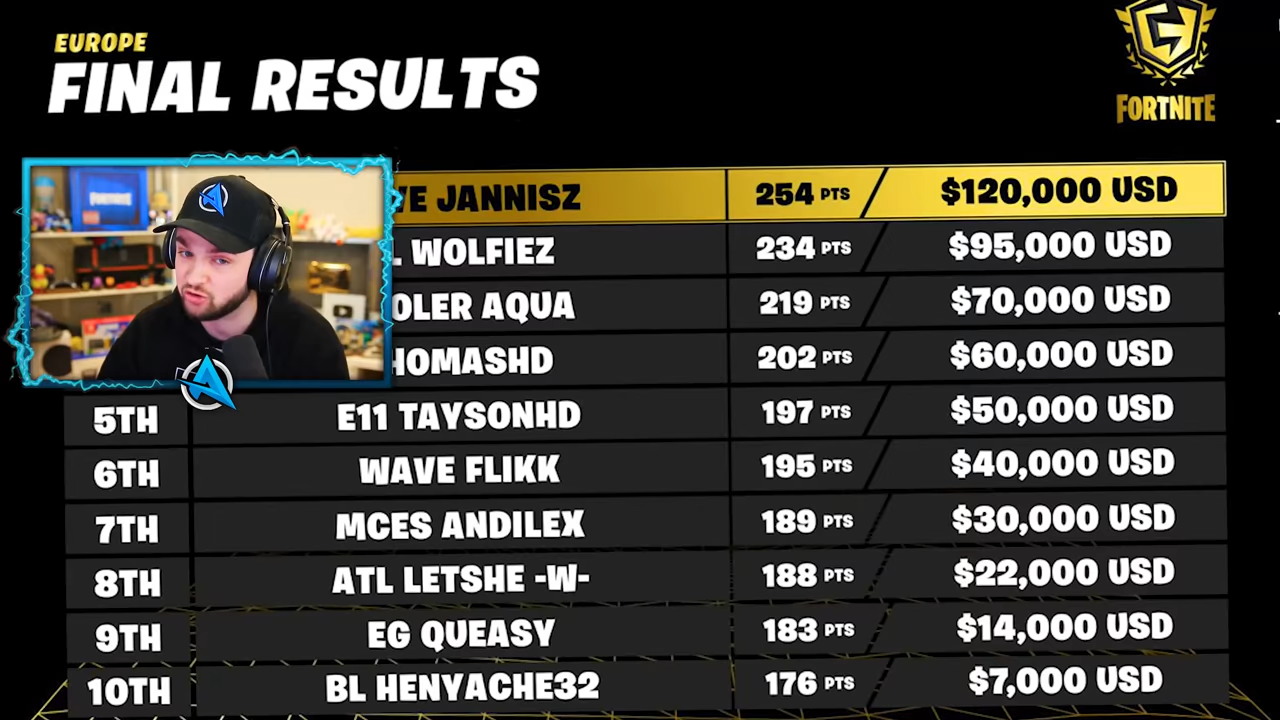 EUROPE
FINAL RESULTS
FORTNITE
JANNISZ 254 PTS $120,000 USD
WOLFIEZ 234 PTS $95,000 USD
AQUA 219 PTS $70,000 USD
HOMASHD 202 PTS $60,000 USD
5TH E11 TAYSONHD 197 PTS $50,000 USD
6TH WAVE FLIKK 195 PTS $40,000 USD
7TH MCES ANDILEX 189 PTS $30,000 USD
8TH ATL LETSHE -W- 188 PTS $22,000 USD
9TH EG QUEASY 183 PTS $14,000 USD
10TH BL HENYACHE32 176 PTS $7,000 USD